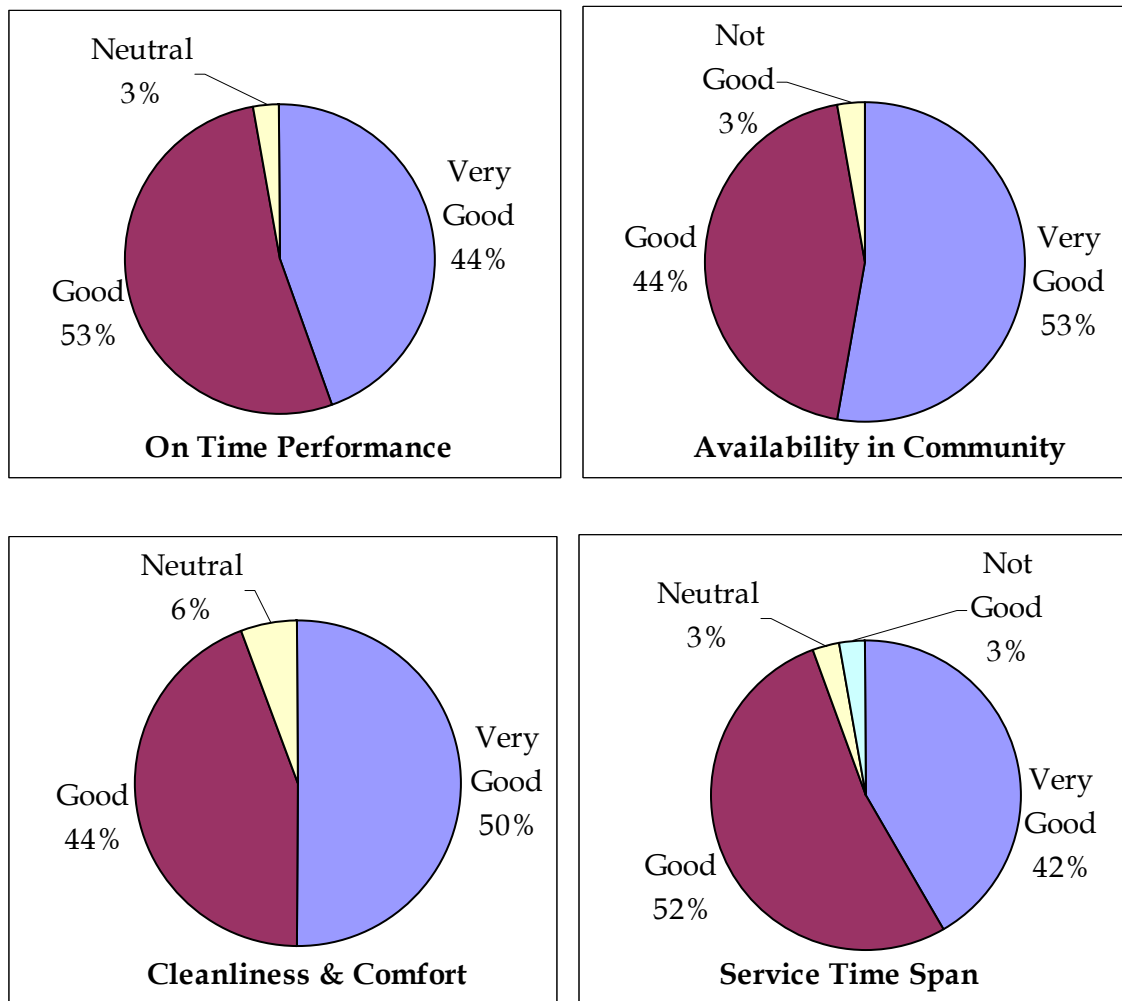 Neutral
3%
Very
Good
44%
Good
53%
On Time Performance
Not
Good
3%
Good
44%
Very
Good
53%
Availability in Community
Neutral
6%
Very
Good
50%
Good
44%
Cleanliness & Comfort
Not
Good
3%
Neutral
3%
Very
Good
42%
Good
52%
Service Time Span